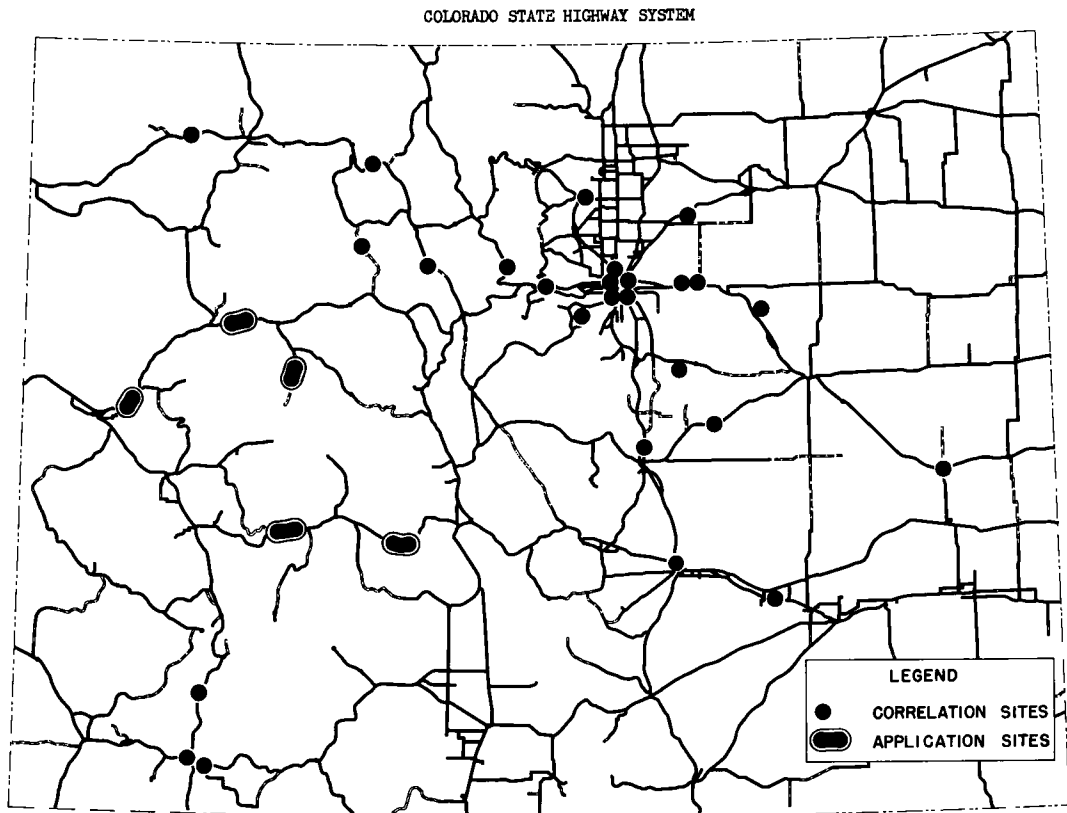 COLORADO STATE HIGHWAY SYSTEM
LEGEND
CORRELATION SITES
APPLICATION SITES